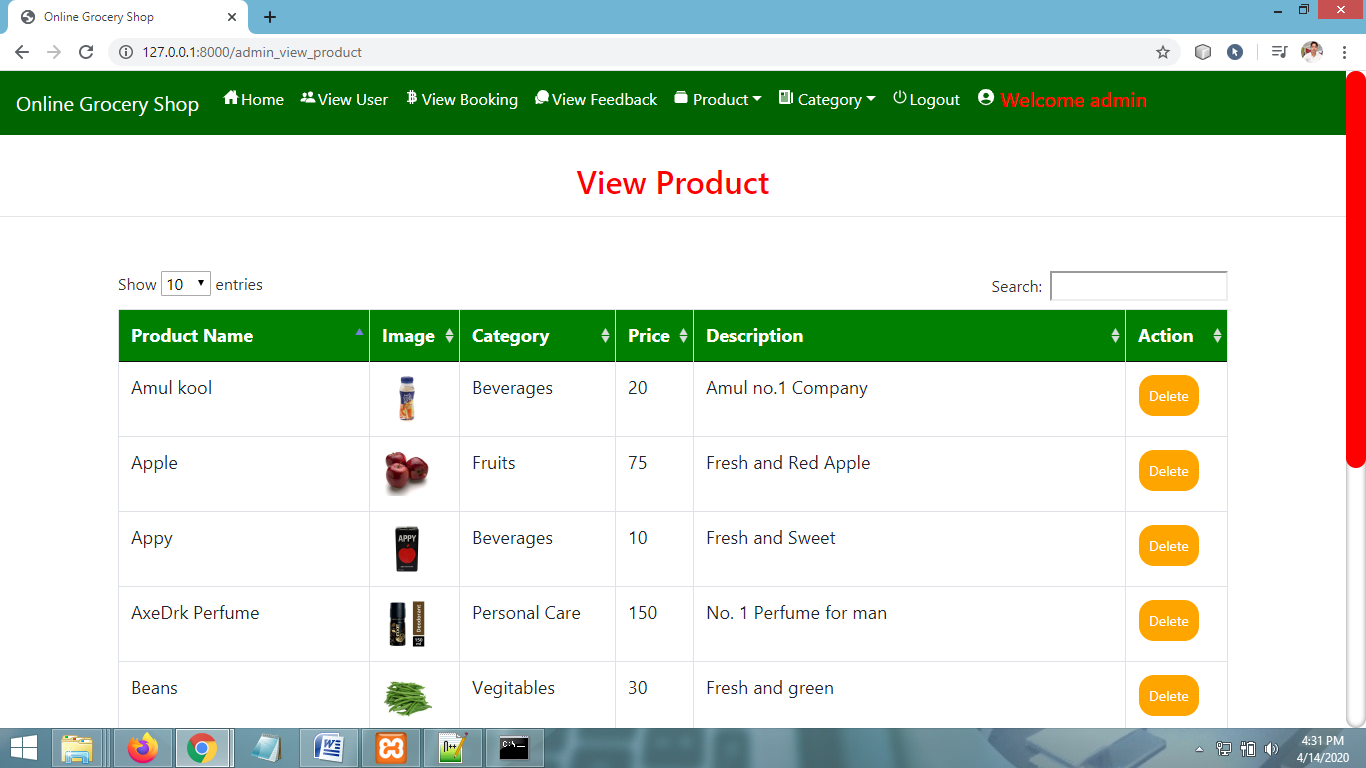 Online Grocery Shop
127.0.0.1:8000/admin_view_product
Online Grocery Shop Home View User View Booking View Feedback Product Category Logout Welcome admin
View Product
Show 10 entries Search:
Product Name Image Category Price Description Action
Amul kool Beverages 20 Amul no.1 Company Delete
Apple Fruits 75 Fresh and Red Apple Delete
Appy APPY Beverages 10 Fresh and Sweet Delete
AxeDrk Perfume Deodorant 150 Personal Care 150 No. 1 Perfume for man Delete
Beans Vegitables 30 Fresh and green Delete
4:31 PM
4/14/2020